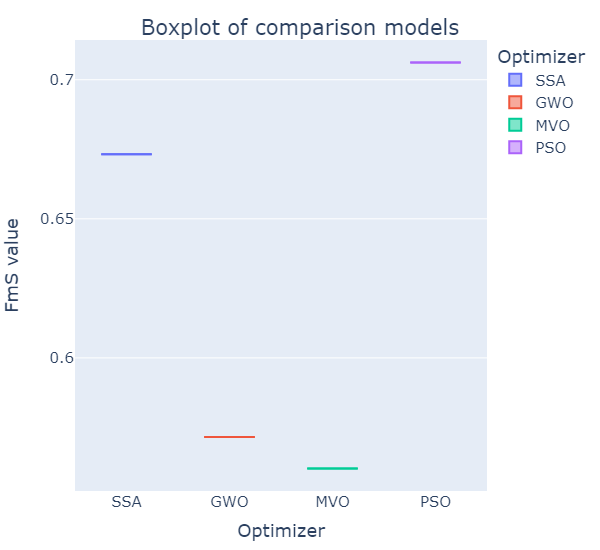 Boxplot of comparison models
Optimizer
SSA
GWO
MVO
PSO
0.7
0.65
0.6
FmS value
SSA GWO MVO PSO
Optimizer